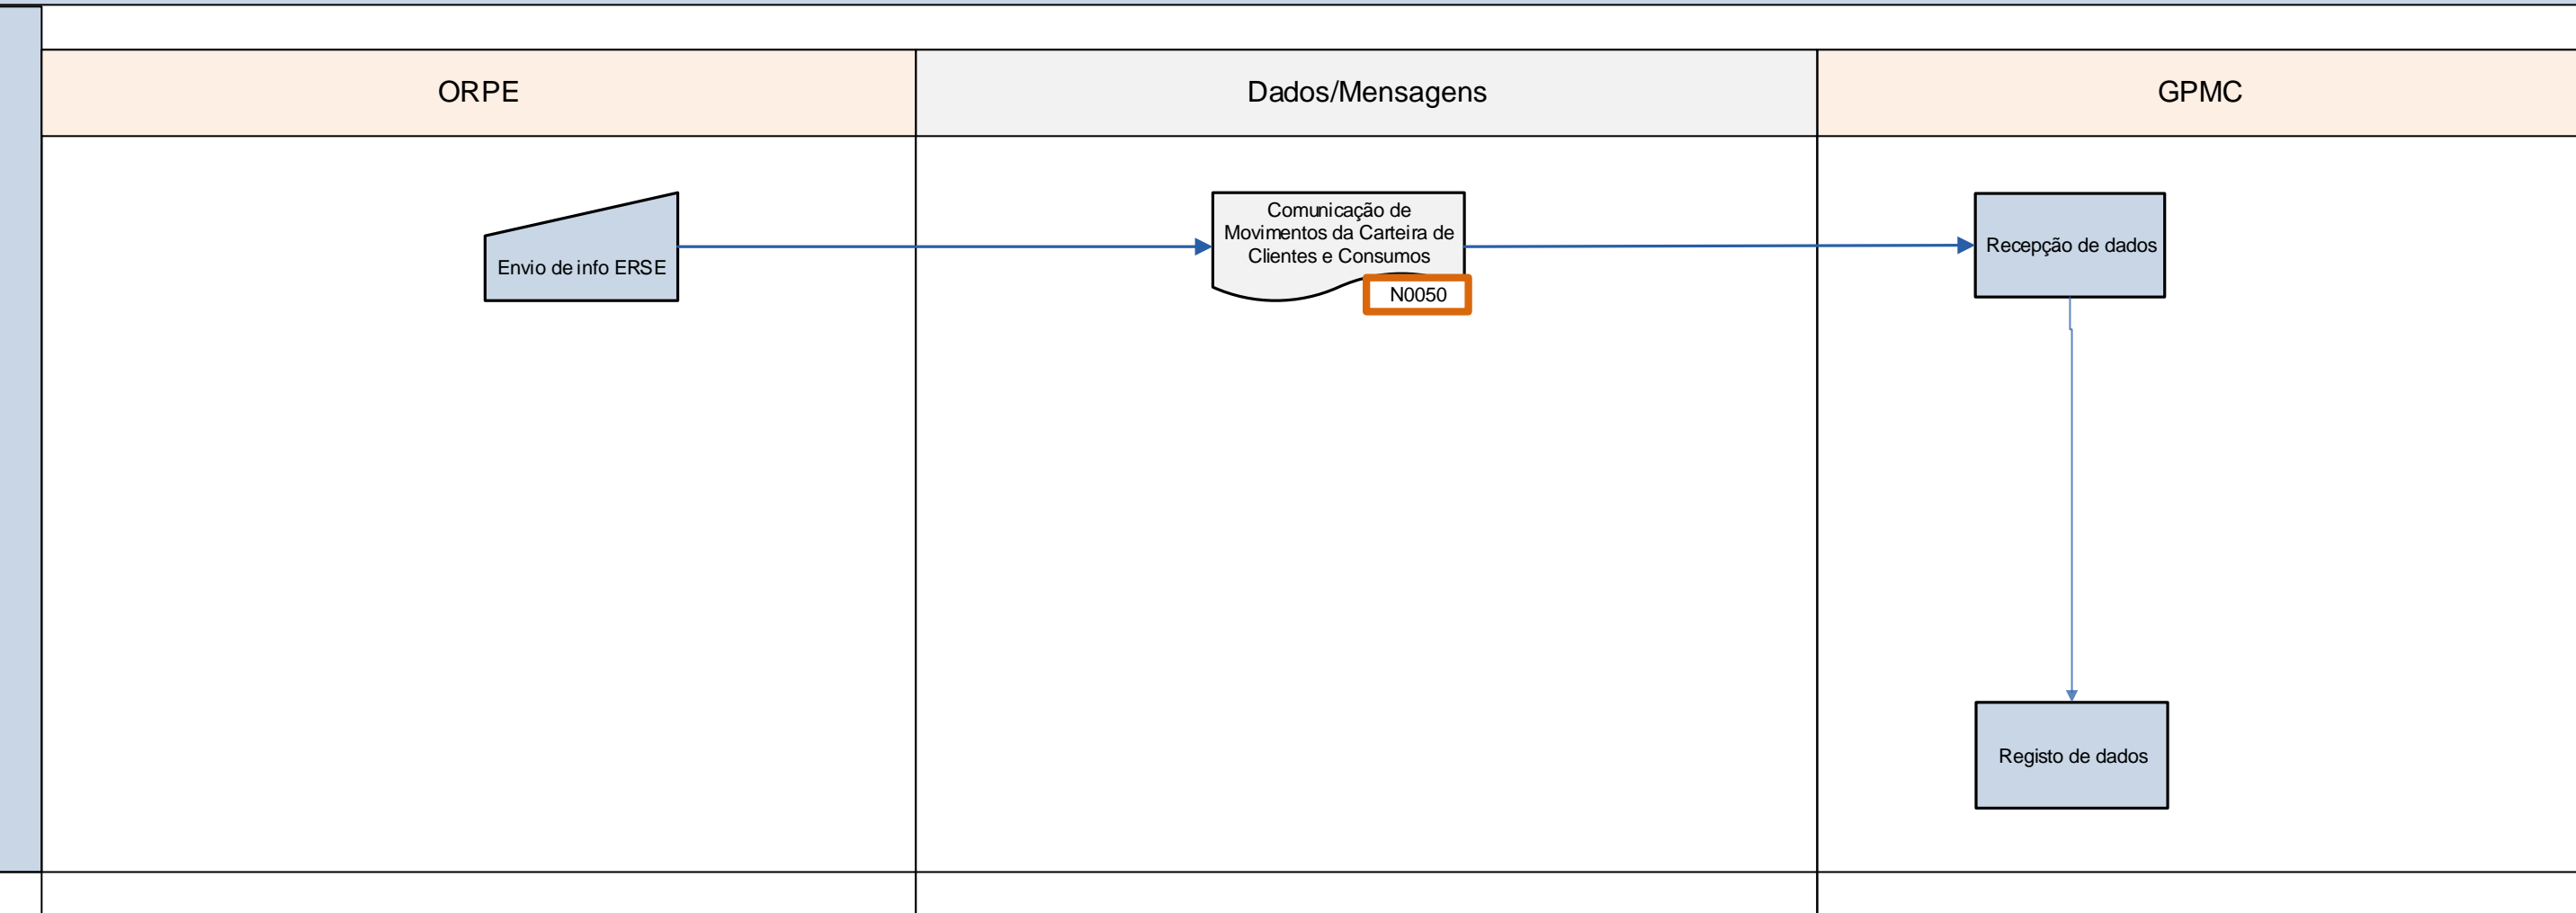 ORPE
Dados/Mensagens
GPMC
Envio de info ERSE
Comunicação de
Movimentos da Carteira de
Clientes e Consumos
N0050
Recepção de dados
Registo de dados